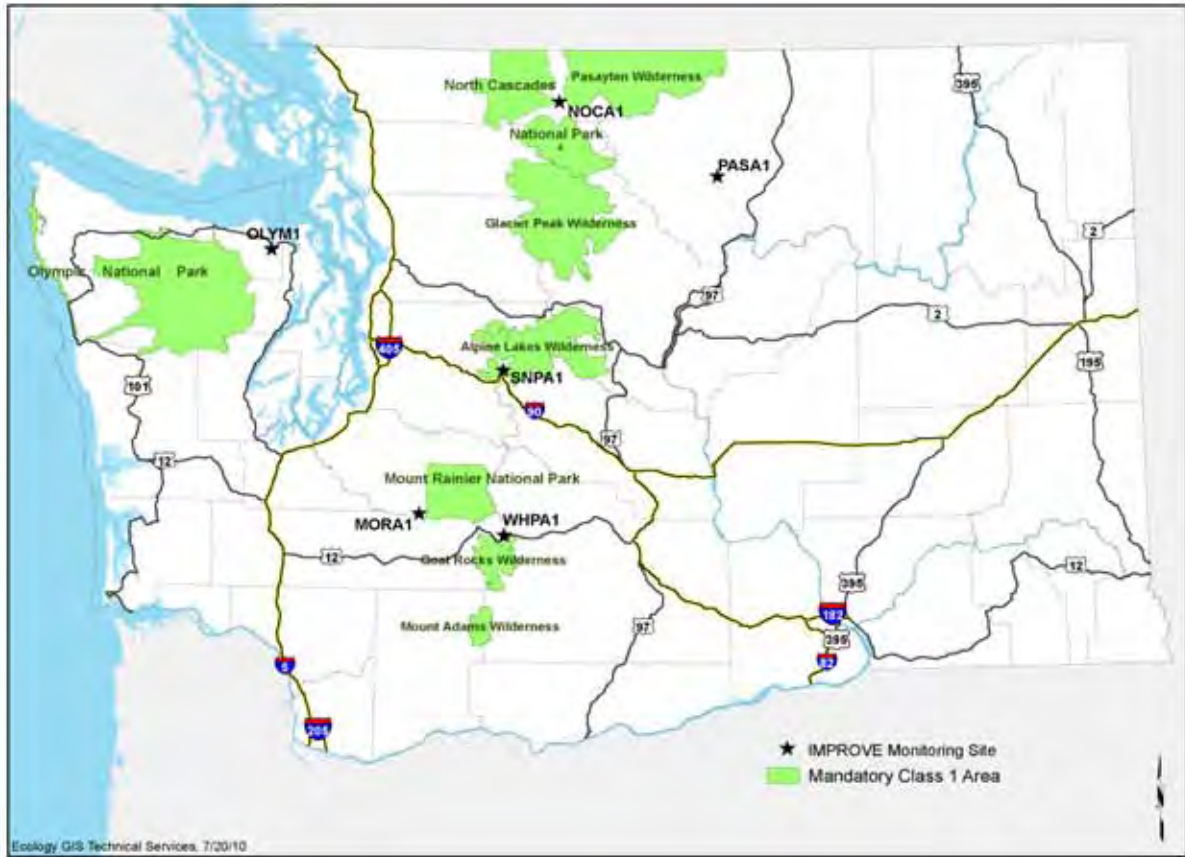 395
North Cascades
Pasayten Wilderness
NOCA1
National Park
PASA1
Glacier Peak Wilderness
OLYM1
2
Olympic National Park
97
2
405
Alpine Lakes Wilderness
SNPA1
195
101
90
97
12
Mount Rainier National Park
MORA1
WHPA1
12
Goat Rocks Wilderness
12
395
Mount Adams Wilderness
97
182
395
5
82
205
IMPROVE Monitoring Site
Mandatory Class 1 Area
Ecology GIS Technical Services, 7/20/10